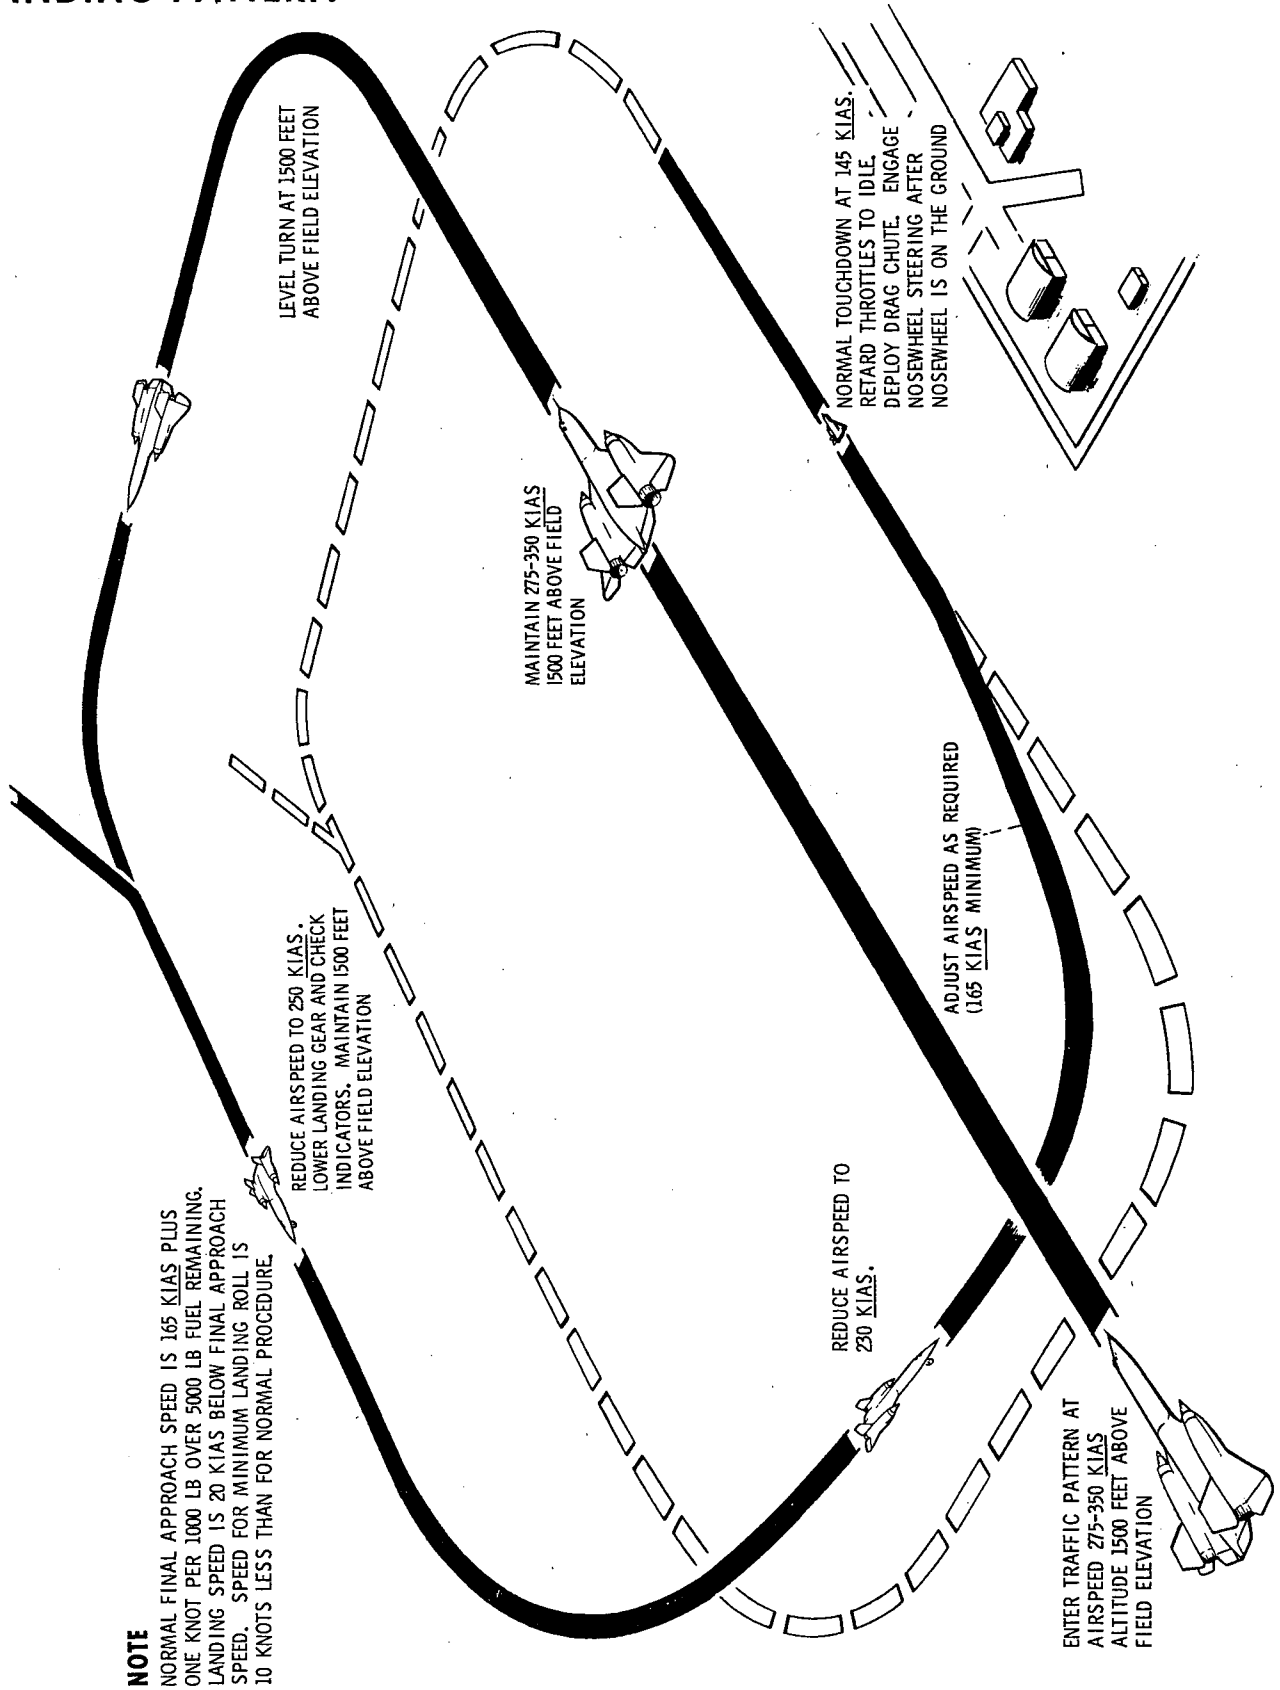 NOTE
NORMAL FINAL APPROACH SPEED IS 165 KIAS PLUS
ONE KNOT PER 1000 LB OVER 5000 LB FUEL REMAINING.
LANDING SPEED IS 20 KIAS BELOW FINAL APPROACH
SPEED. SPEED FOR MINIMUM LANDING ROLL IS
10 KNOTS LESS THAN FOR NORMAL PROCEDURE.
REDUCE AIRSPEED TO 250 KIAS.
LOWER LANDING GEAR AND CHECK
INDICATORS. MAINTAIN 1500 FEET
ABOVE FIELD ELEVATION
LEVEL TURN AT 1500 FEET
ABOVE FIELD ELEVATION
MAINTAIN 275-350 KIAS
1500 FEET ABOVE FIELD
ELEVATION
REDUCE AIRSPEED TO
230 KIAS.
NORMAL TOUCHDOWN AT 145 KIAS.
RETARD THROTTLES TO IDLE.
DEPLOY DRAG CHUTE. ENGAGE
NOSEWHEEL STEERING AFTER
NOSEWHEEL IS ON THE GROUND
ADJUST AIRSPEED AS REQUIRED
(165 KIAS MINIMUM)
ENTER TRAFFIC PATTERN AT
AIRSPEED 275-350 KIAS
ALTITUDE 1500 FEET ABOVE
FIELD ELEVATION